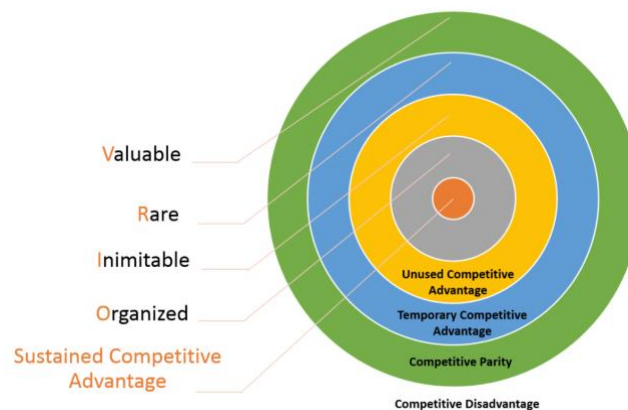 Valuable
Rare
Inimitable
Organized
Sustained Competitive
Advantage
Unused Competitive
Advantage
Temporary Competitive
Advantage
Competitive Parity
Competitive Disadvantage